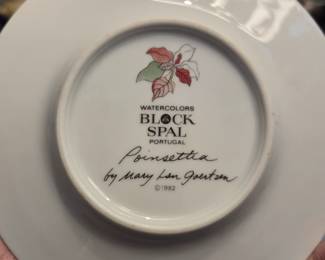 WATERCOLORS
BLOCK
SPAL
PORTUGAL
Poinsettia
by Mary Lou Goertzen
©1982